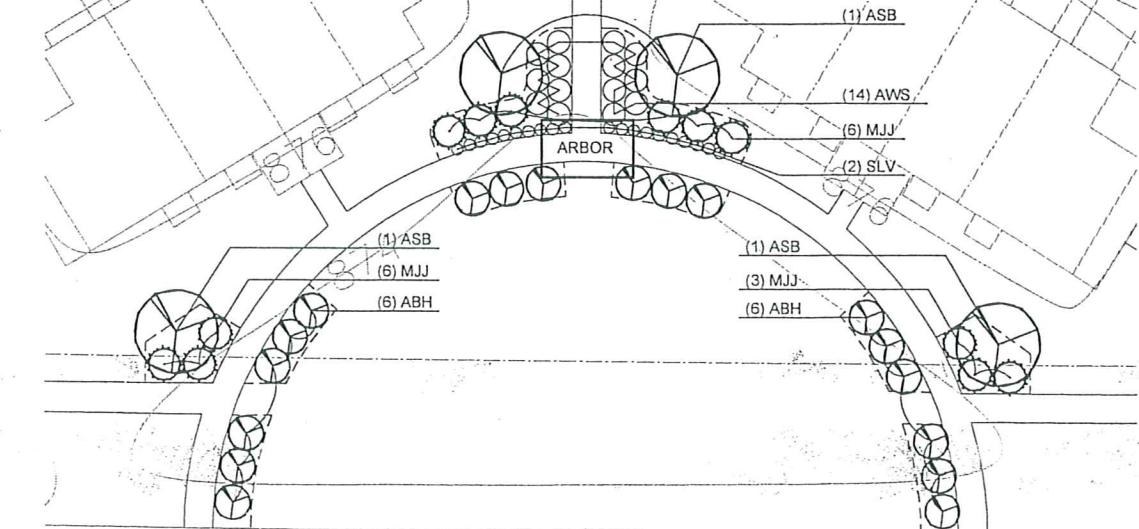 (1) ASB
(14) AWS
(6) MJJ
ARBOR
(2) SLV
876
(1) ASB
(1) ASB
(6) MJJ
(3) MJJ
(6) ABH
(6) ABH